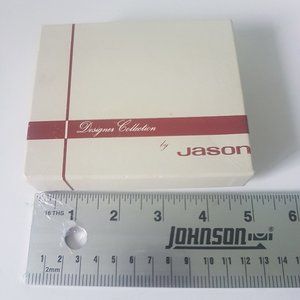 Designer Collection
by Jason
16 THS 1 2 3 4 5 6
JOHNSON
1 2 3 4 5 6 7 8 9 10 11 12 13
2mm